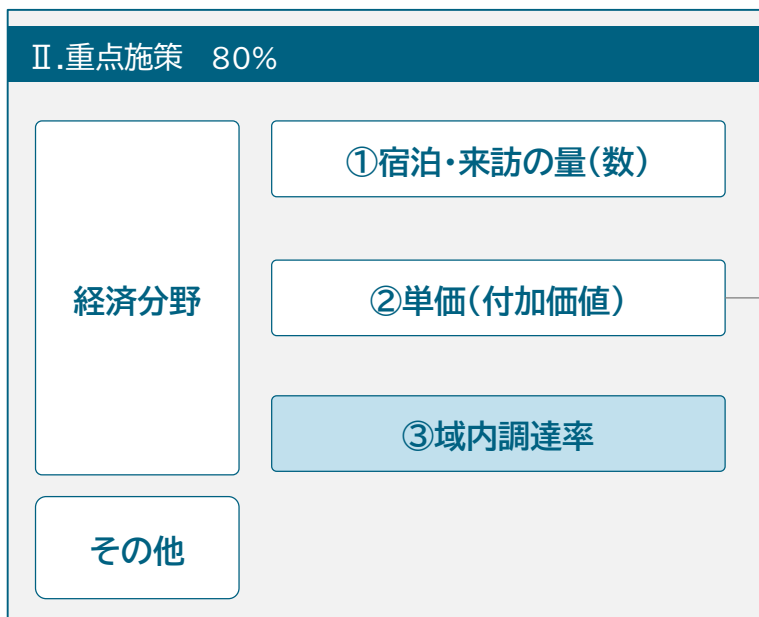 Ⅱ.重点施策 80%
経済分野
①宿泊・来訪の量(数)
②単価(付加価値)
③域内調達率
その他